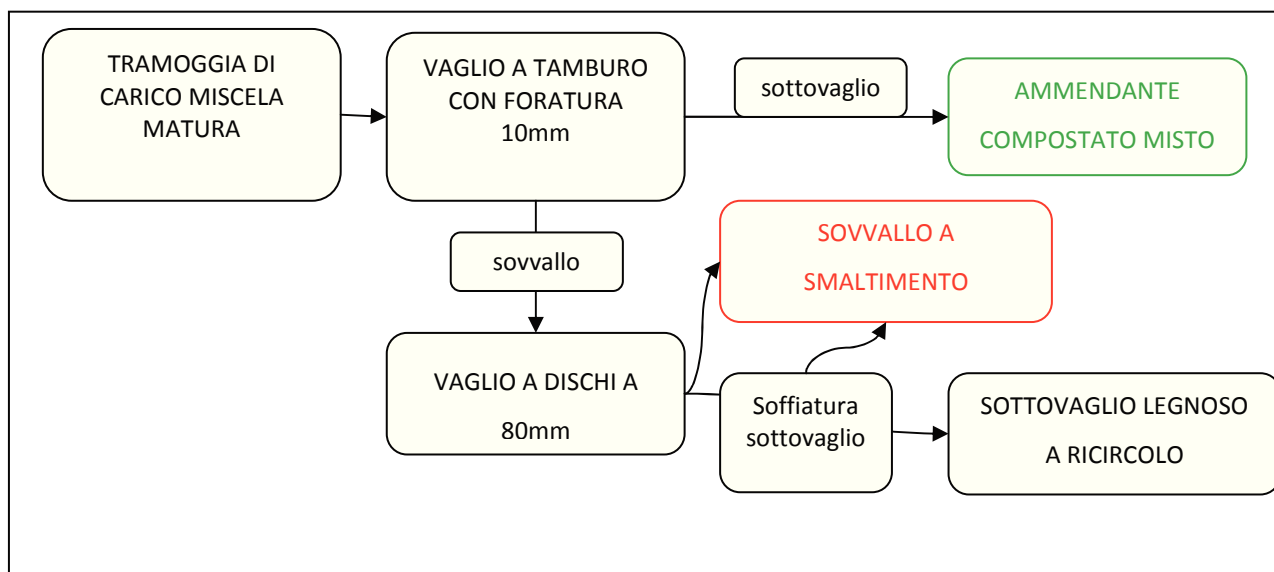 TRAMOGGIA DI
CARICO MISCELA
MATURA
VAGLIO A TAMBURO
CON FORATURA
10mm
sottovaglio
AMMENDANTE
COMPOSTATO MISTO
sovvallo
SOVVALLO A
SMALTIMENTO
VAGLIO A DISCHI A
80mm
Soffiatura
sottovaglio
SOTTOVAGLIO LEGNOSO
A RICIRCOLO